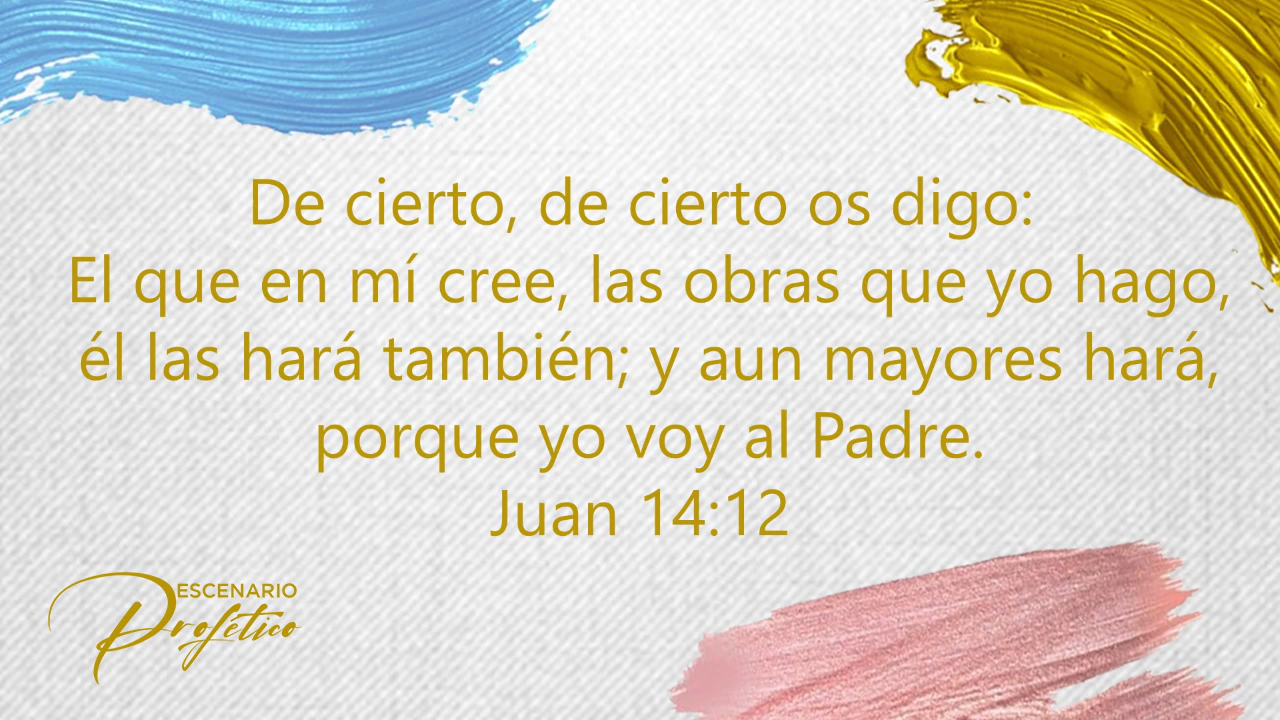 De cierto, de cierto os digo:
El que en mí cree, las obras que yo hago,
él las hará también; y aun mayores hará,
porque yo voy al Padre.
Juan 14:12
ESCENARIO
Profético